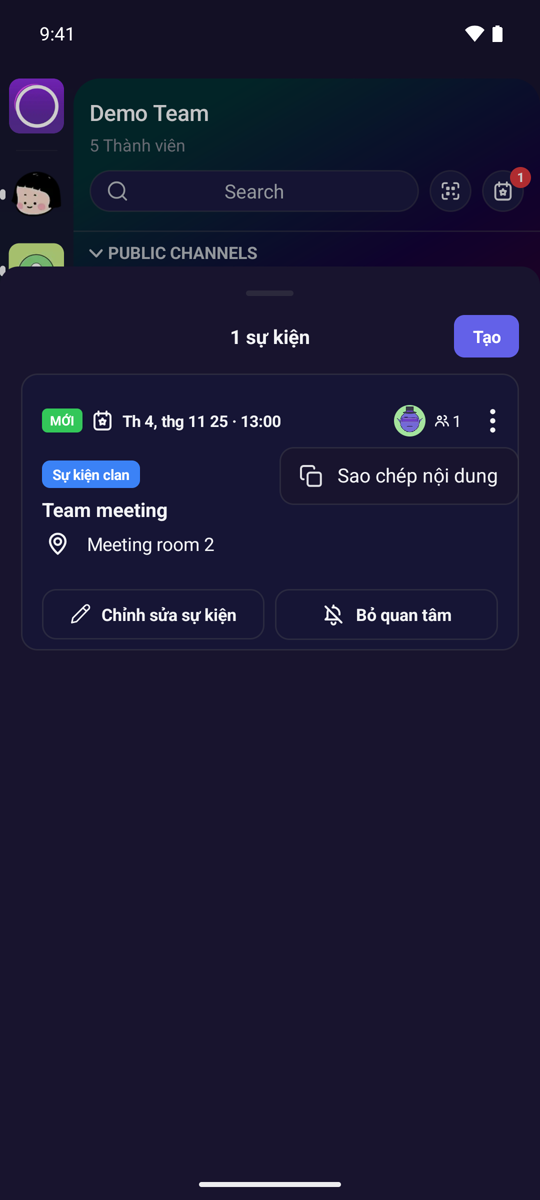 9:41
Demo Team
5 Thành viên
Search
1
PUBLIC CHANNELS
1 sự kiện
Tạo
MỚI Th 4, thg 11 25 · 13:00 1
Sự kiện clan
Sao chép nội dung
Team meeting
Meeting room 2
Chỉnh sửa sự kiện
Bỏ quan tâm